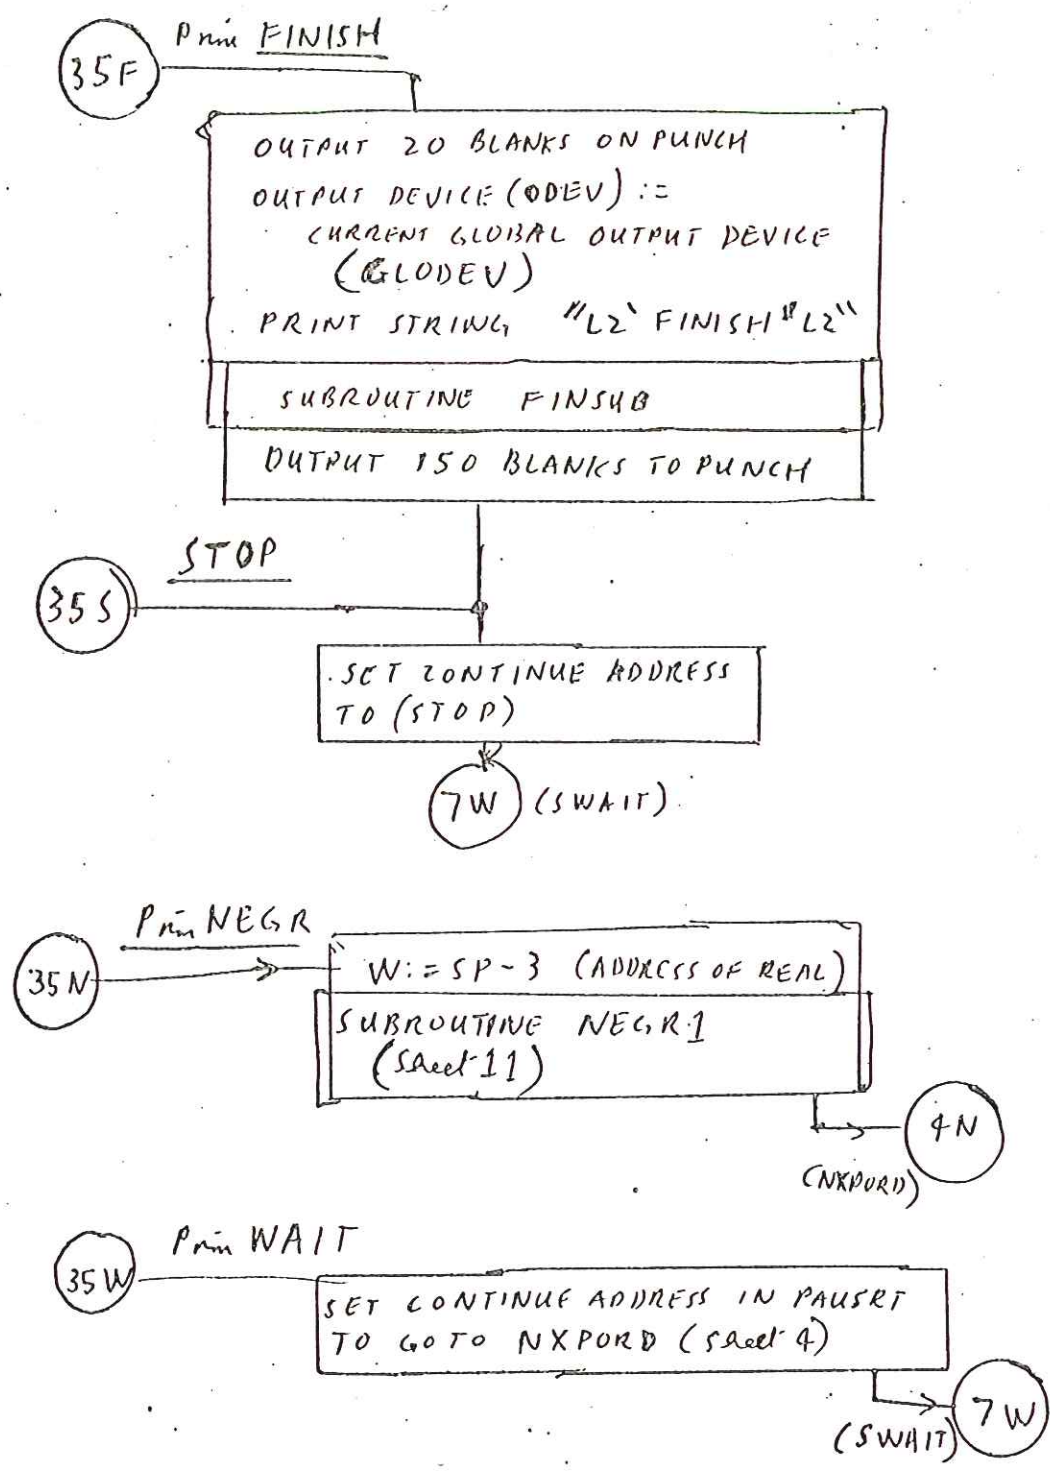 Prim FINISH
35F
OUTPUT 20 BLANKS ON PUNCH
OUTPUT DEVICE (ODEV) :=
CURRENT GLOBAL OUTPUT DEVICE
(GLODEV)
PRINT STRING "L2` FINISH "L2"
SUBROUTINE FINSUB
OUTPUT 150 BLANKS TO PUNCH
STOP
35S
SET CONTINUE ADDRESS
TO (STOP)
7W (SWAIT)
Prim NEGR
35N
W:= SP-3 (ADDRESS OF REAL)
SUBROUTINE NEGR1
(Sheet 11)
4N
(NXPORD)
Prim WAIT
35W
SET CONTINUE ADDRESS IN PAUSRT
TO GOTO NXPORD (Sheet 4)
7W
(SWAIT)